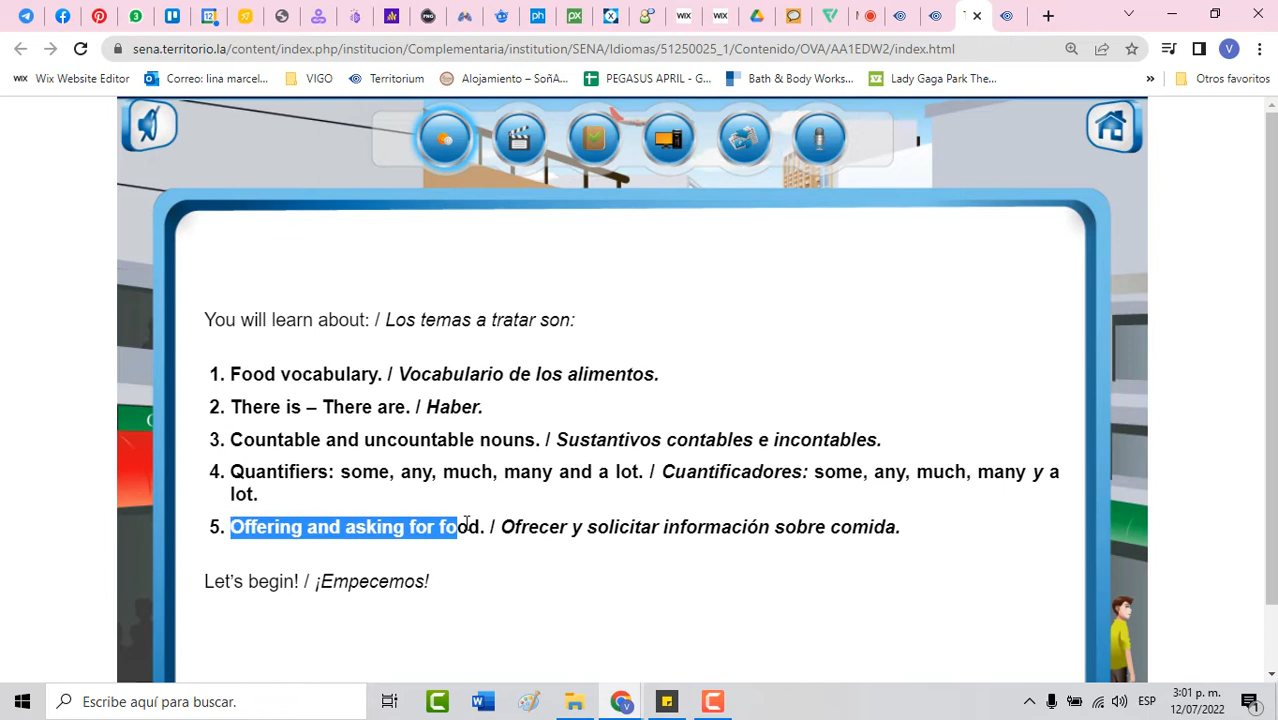 sena.territorio.la/content/index.php/institucion/Complementaria/institution/SENA/Idiomas/51250025_1/Contenido/OVA/AA1EDW2/index.html
Wix Website Editor
Correo: lina marcel...
VIGO
Territorium
Alojamiento – SoñA...
PEGASUS APRIL - G...
Bath & Body Works...
Lady Gaga Park The...
Otros favoritos
You will learn about: / Los temas a tratar son:
1. Food vocabulary. / Vocabulario de los alimentos.
2. There is – There are. / Haber.
3. Countable and uncountable nouns. / Sustantivos contables e incontables.
4. Quantifiers: some, any, much, many and a lot. / Cuantificadores: some, any, much, many y a
lot.
5. Offering and asking for food. / Ofrecer y solicitar información sobre comida.
Let's begin! / ¡Empecemos!
Escribe aquí para buscar.
ESP
3:01 p. m.
12/07/2022